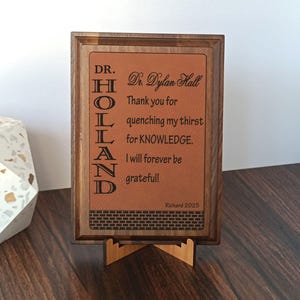 DR.
HOLLAND
Dr. Dylan Hall
Thank you for
quenching my thirst
for KNOWLEDGE.
I will forever be
grateful!
Richard 2025